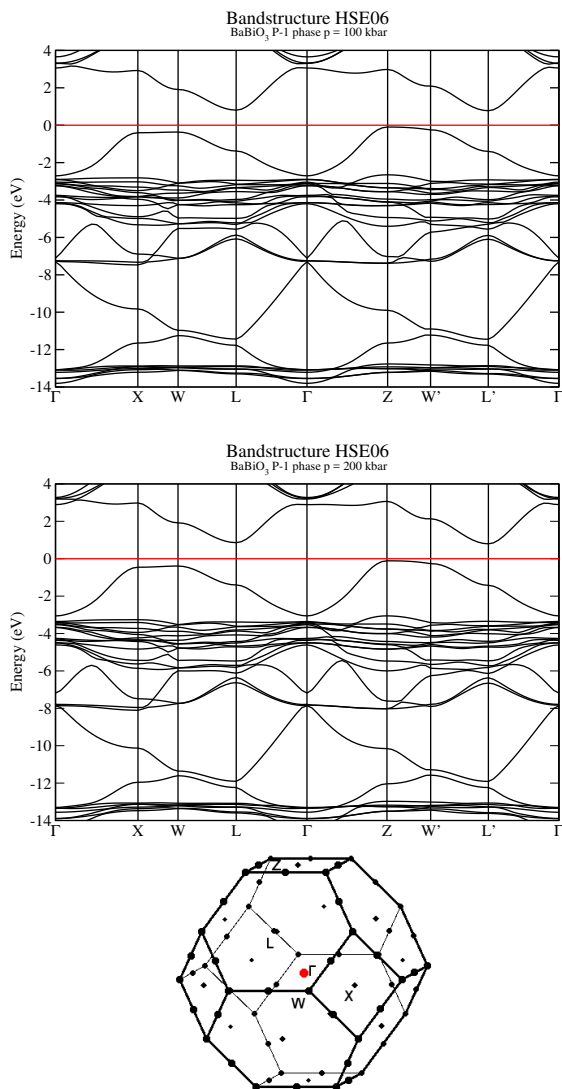 Bandstructure HSE06
BaBiO3 P-1 phase p = 100 kbar
4
2
0
-2
-4
-6
-8
-10
-12
-14
Energy (eV)
Γ X W L Γ Z W' L' Γ
Bandstructure HSE06
BaBiO3 P-1 phase p = 200 kbar
4
2
0
-2
-4
-6
-8
-10
-12
-14
Energy (eV)
Γ X W L Γ Z W' L' Γ
Z
L
Γ
W X